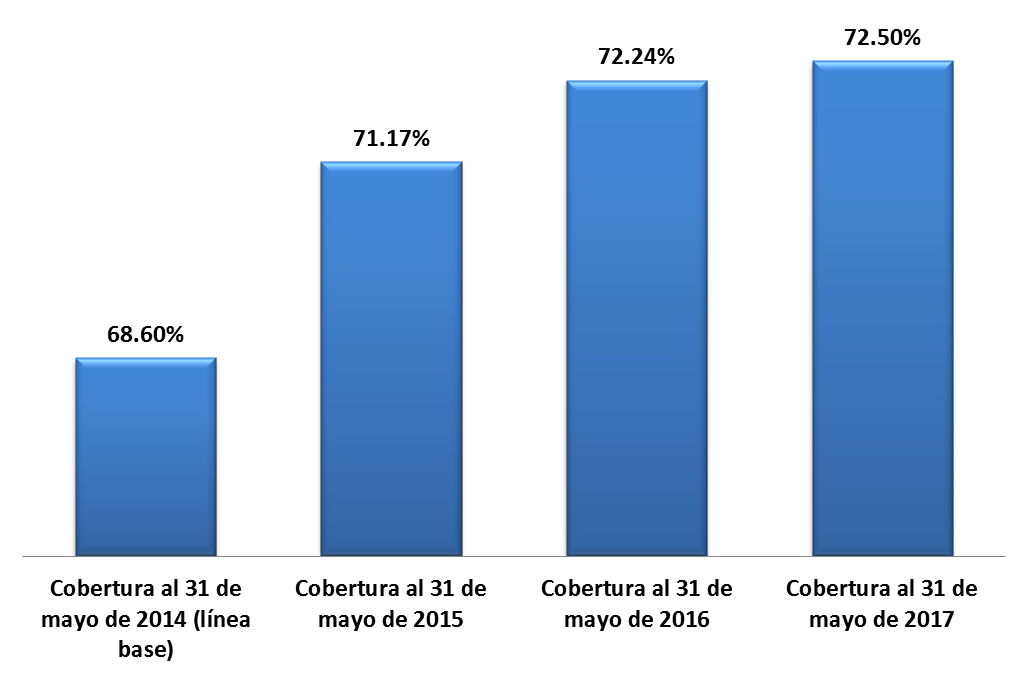 68.60%
71.17%
72.24%
72.50%
Cobertura al 31 de
mayo de 2014 (línea
base)
Cobertura al 31 de
mayo de 2015
Cobertura al 31 de
mayo de 2016
Cobertura al 31 de
mayo de 2017